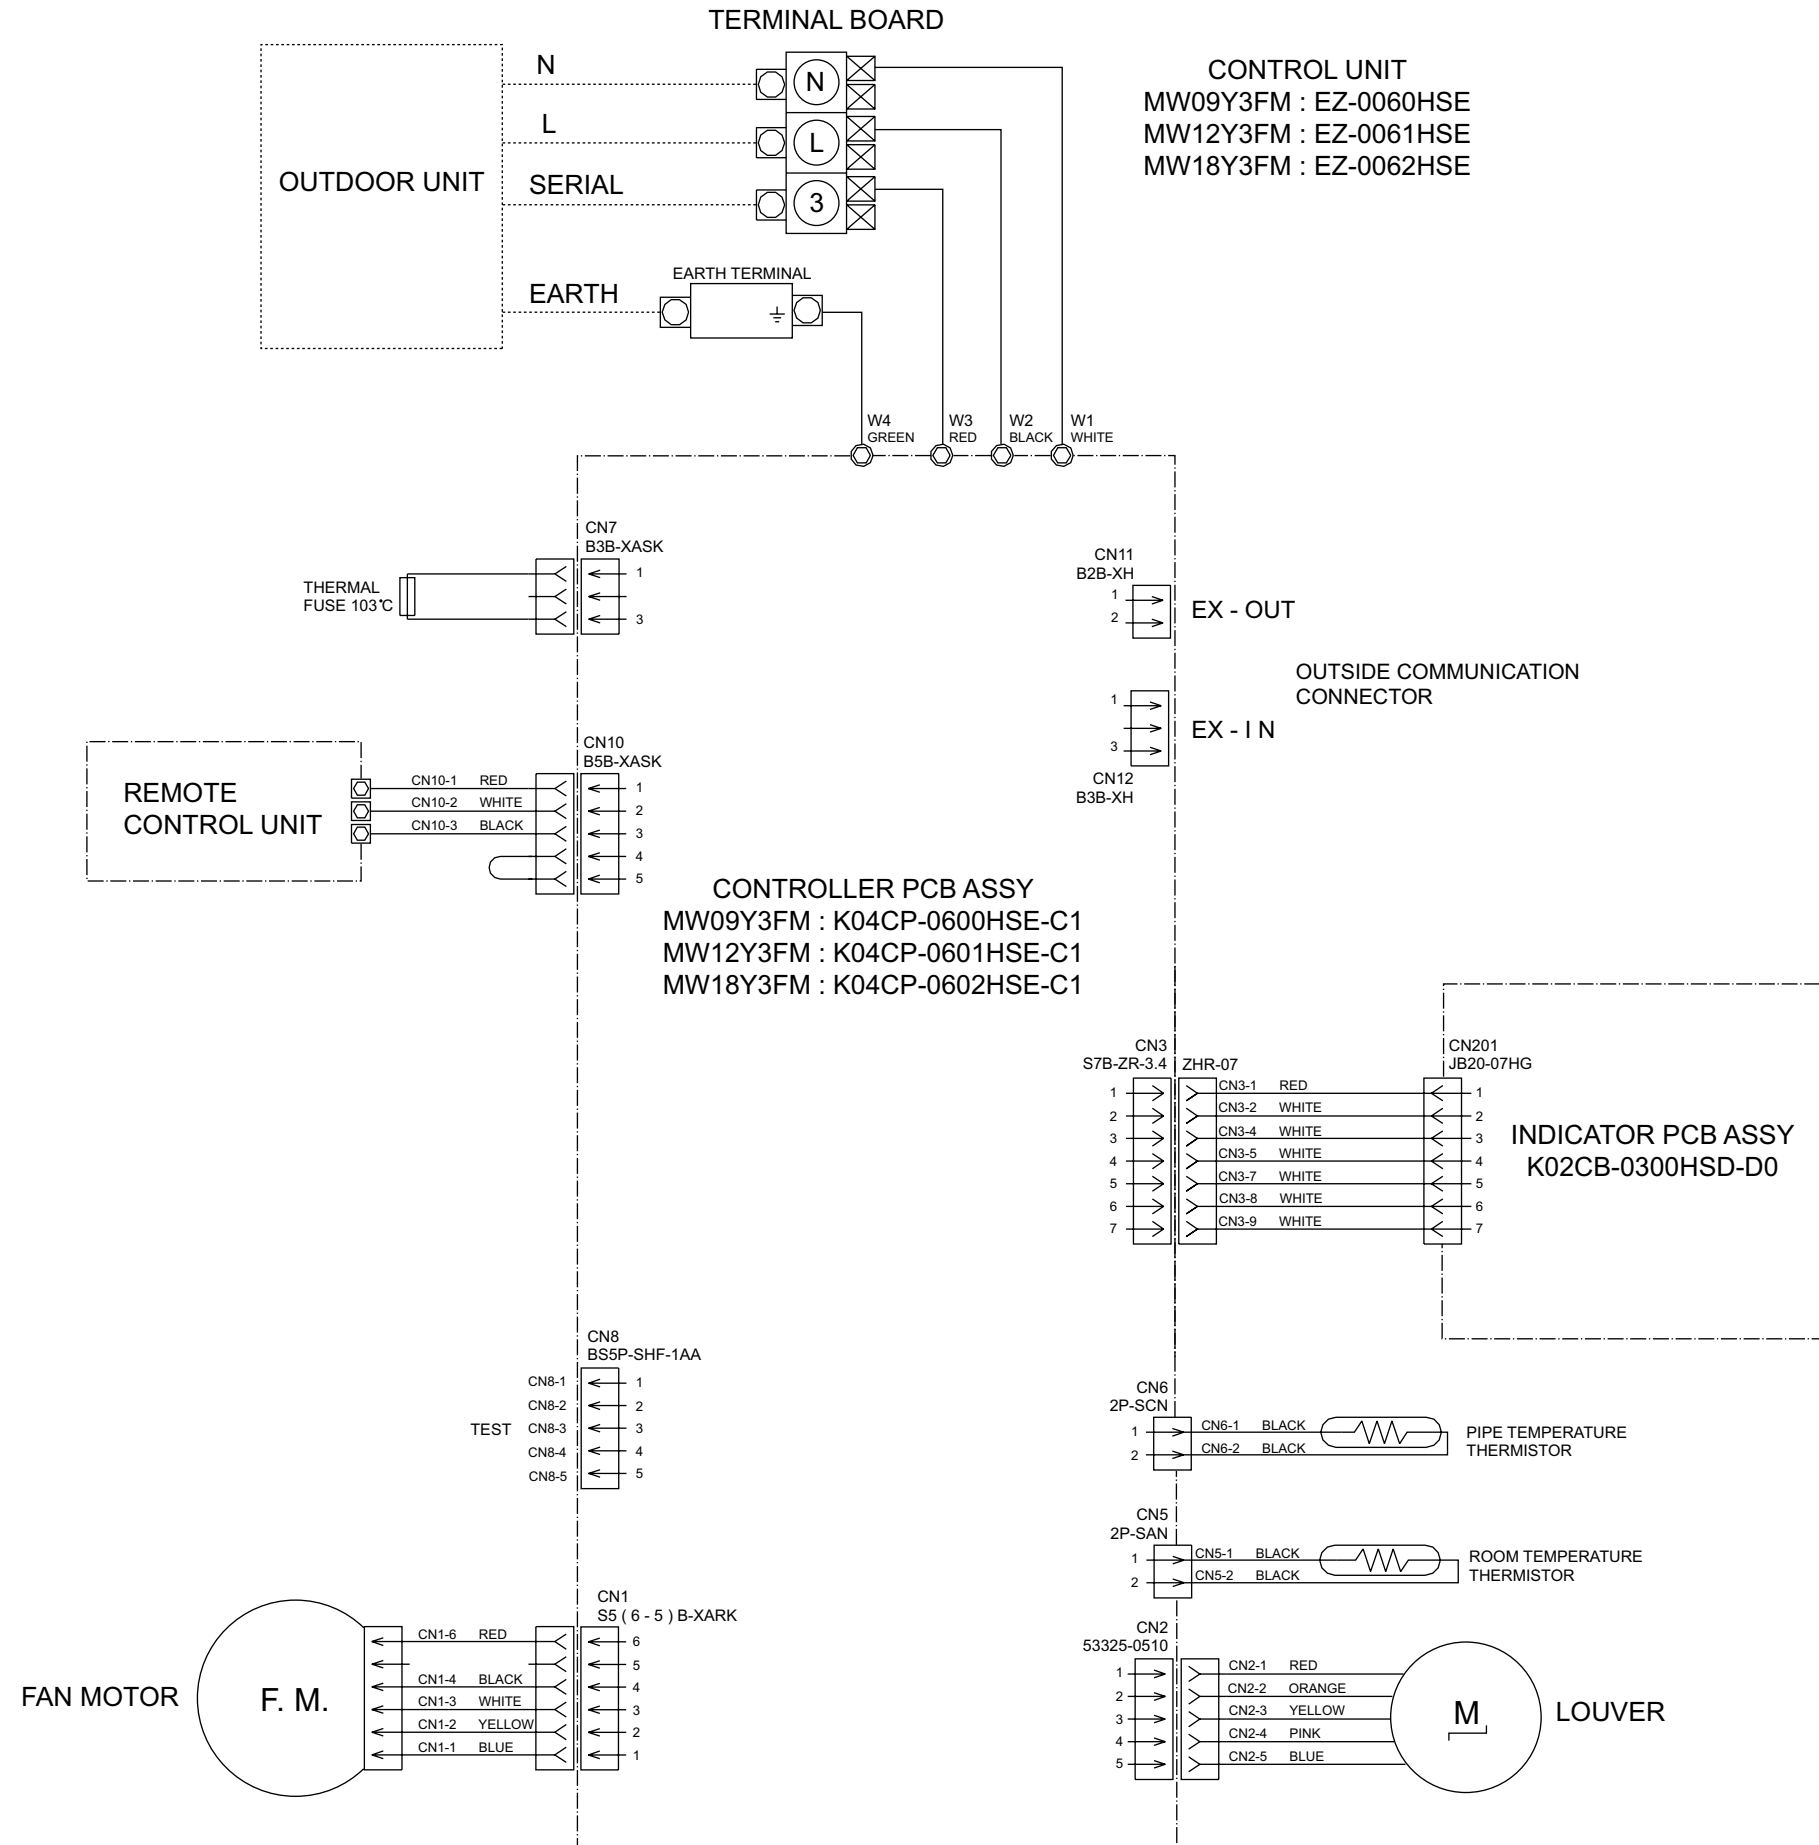 TERMINAL BOARD
CONTROL UNIT
MW09Y3FM : EZ-0060HSE
MW12Y3FM : EZ-0061HSE
MW18Y3FM : EZ-0062HSE
OUTDOOR UNIT
N
L
SERIAL
EARTH
N
L
3
EARTH TERMINAL
W4
GREEN
W3
RED
W2
BLACK
W1
WHITE
CN7
B3B-XASK
THERMAL
FUSE 103℃
1
3
CN11
B2B-XH
1
2
EX - OUT
OUTSIDE COMMUNICATION
CONNECTOR
1
3
EX - I N
CN12
B3B-XH
REMOTE
CONTROL UNIT
CN10
B5B-XASK
CN10-1 RED 1
CN10-2 WHITE 2
CN10-3 BLACK 3
4
5
CONTROLLER PCB ASSY
MW09Y3FM : K04CP-0600HSE-C1
MW12Y3FM : K04CP-0601HSE-C1
MW18Y3FM : K04CP-0602HSE-C1
CN3
S7B-ZR-3.4
ZHR-07
CN201
JB20-07HG
1 CN3-1 RED 1
2 CN3-2 WHITE 2
3 CN3-4 WHITE 3
4 CN3-5 WHITE 4
5 CN3-7 WHITE 5
6 CN3-8 WHITE 6
7 CN3-9 WHITE 7
INDICATOR PCB ASSY
K02CB-0300HSD-D0
CN8
BS5P-SHF-1AA
TEST
CN8-1 1
CN8-2 2
CN8-3 3
CN8-4 4
CN8-5 5
CN6
2P-SCN
1 CN6-1 BLACK
2 CN6-2 BLACK
PIPE TEMPERATURE
THERMISTOR
CN5
2P-SAN
1 CN5-1 BLACK
2 CN5-2 BLACK
ROOM TEMPERATURE
THERMISTOR
CN1
S5 ( 6 - 5 ) B-XARK
FAN MOTOR
F. M.
CN1-6 RED 6
5
CN1-4 BLACK 4
CN1-3 WHITE 3
CN1-2 YELLOW 2
CN1-1 BLUE 1
CN2
53325-0510
1 CN2-1 RED
2 CN2-2 ORANGE
3 CN2-3 YELLOW
4 CN2-4 PINK
5 CN2-5 BLUE
M
LOUVER